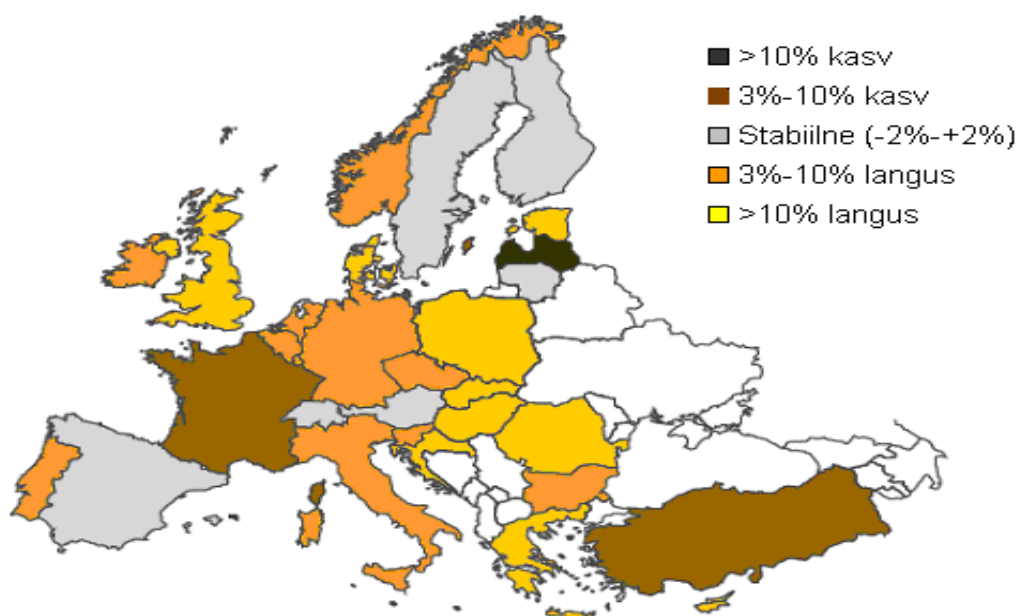 >10% kasv
3%-10% kasv
Stabiilne (-2%-+2%)
3%-10% langus
>10% langus